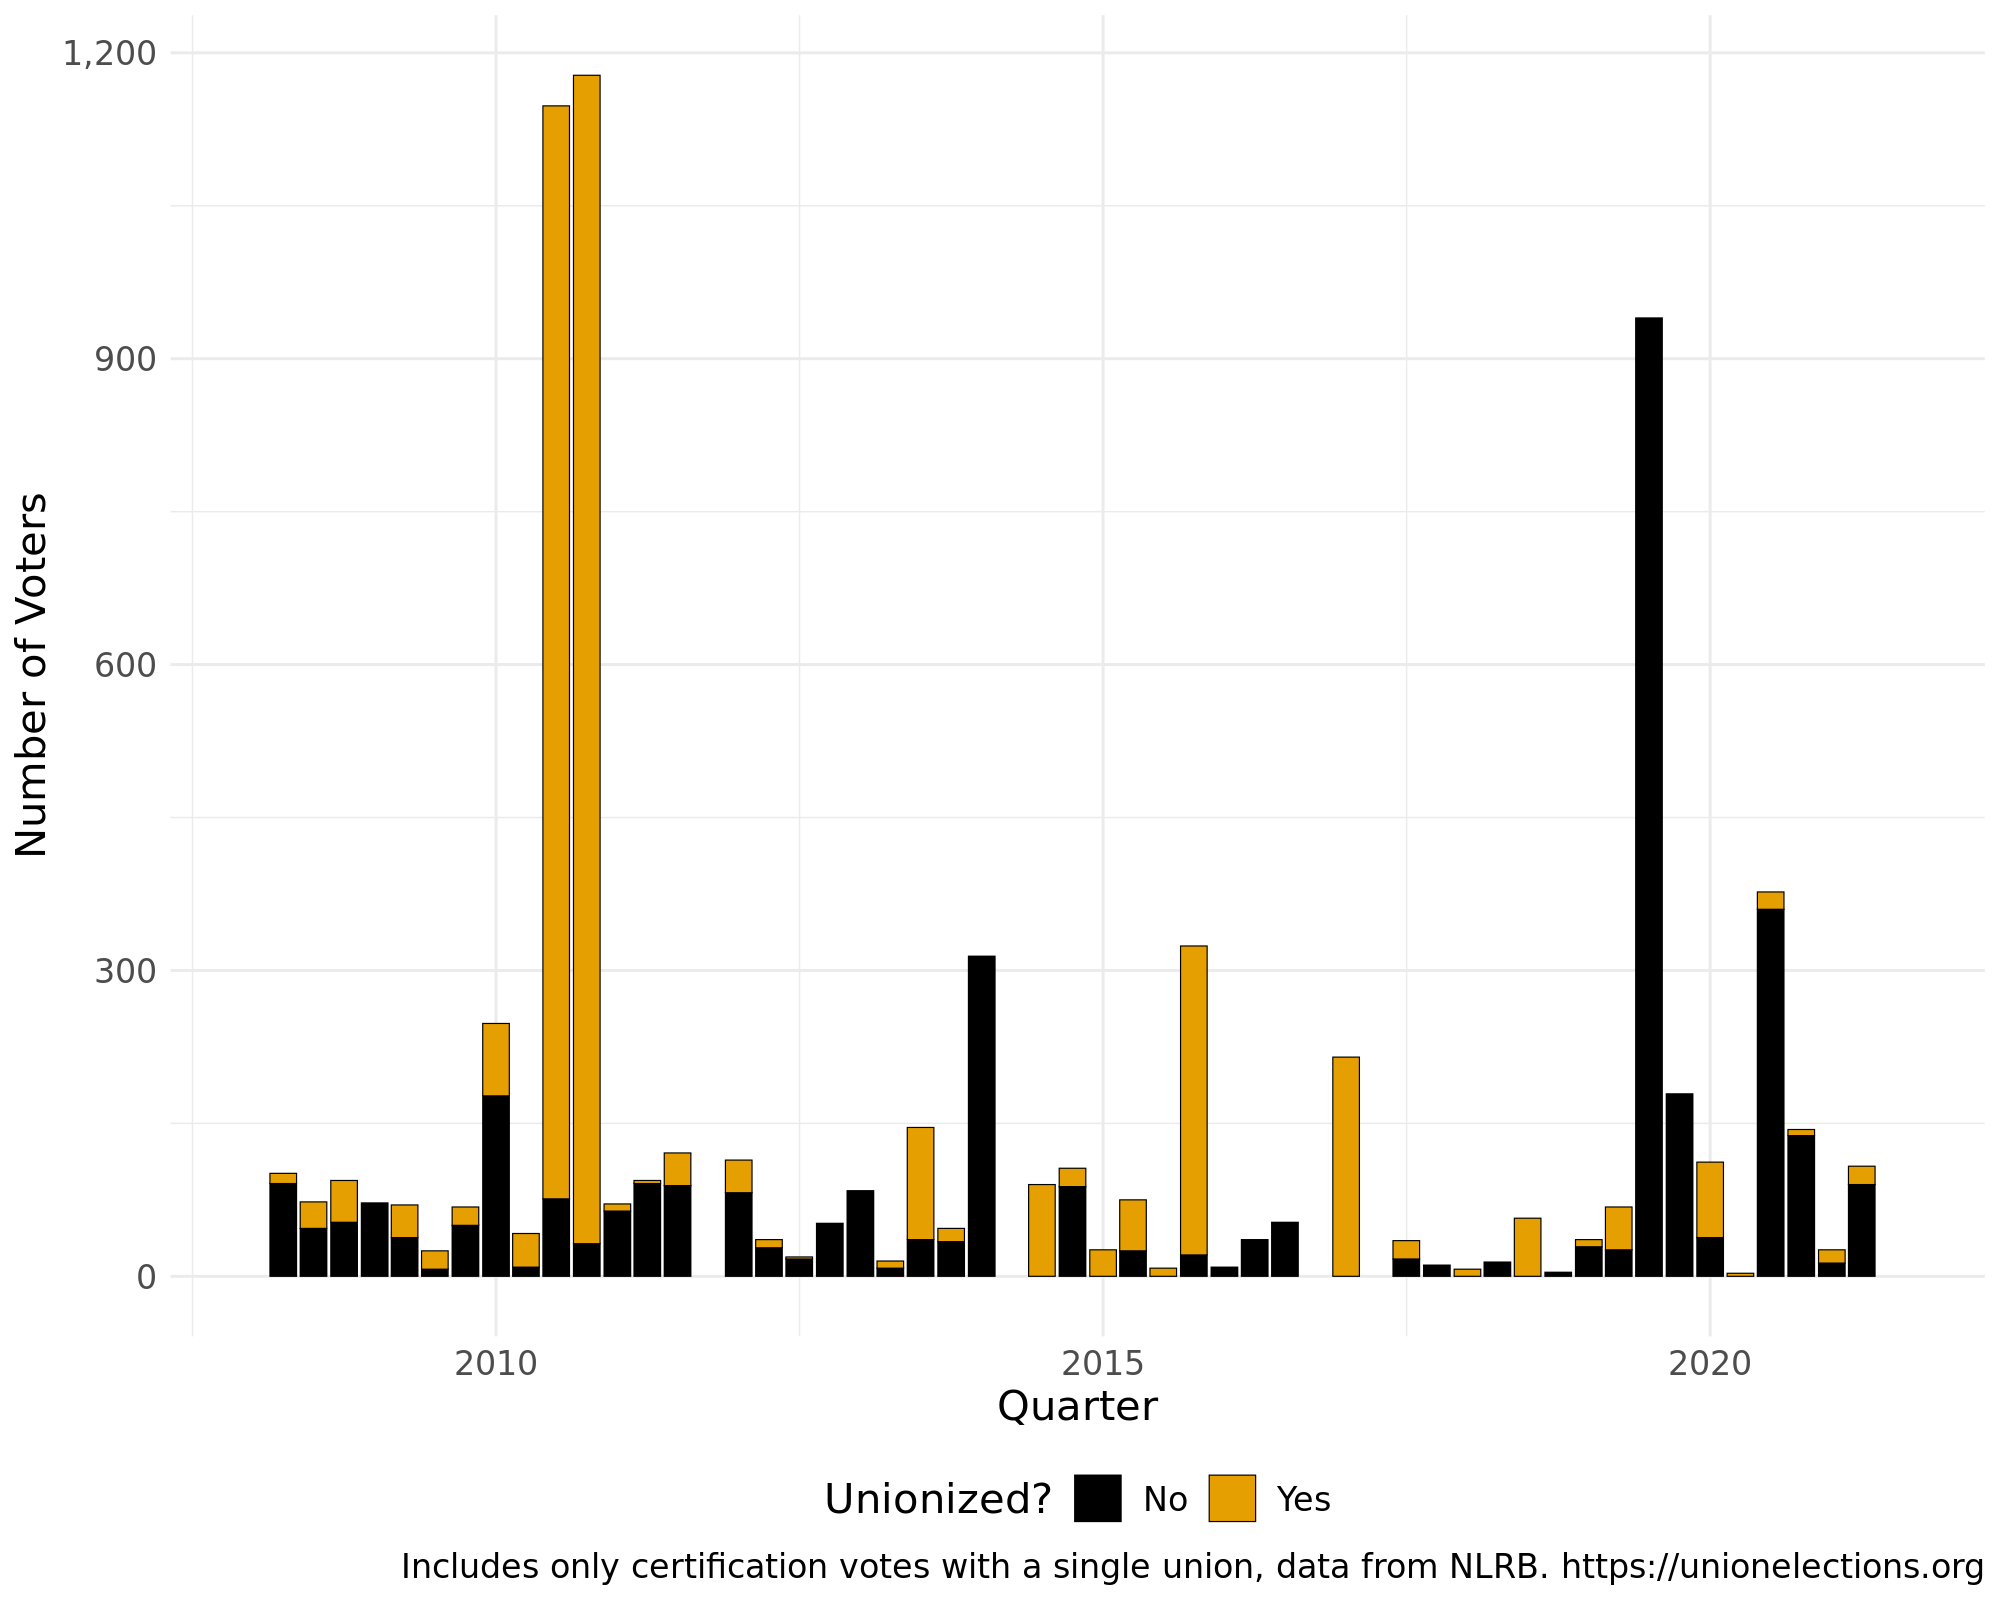 1,200
900
600
300
0
Number of Voters
2010 2015 2020
Quarter
Unionized? No Yes
Includes only certification votes with a single union, data from NLRB. https://unionelections.org